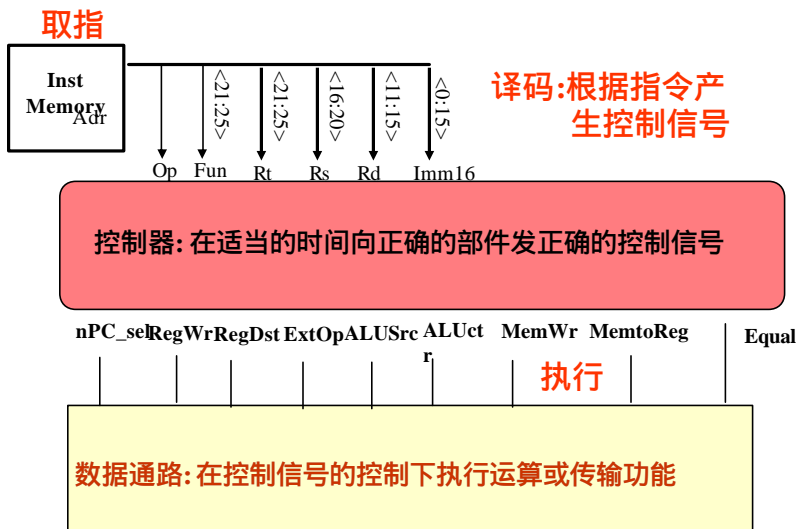 取指
Inst
Memory
Adr
<21:25>
<21:25>
<16:20>
<11:15>
<0:15>
译码:根据指令产
生控制信号
Op Fun Rt Rs Rd Imm16
控制器: 在适当的时间向正确的部件发正确的控制信号
nPC_sel RegWr RegDst ExtOp ALUSrc ALUct MemWr MemtoReg Equal
r
执行
数据通路: 在控制信号的控制下执行运算或传输功能